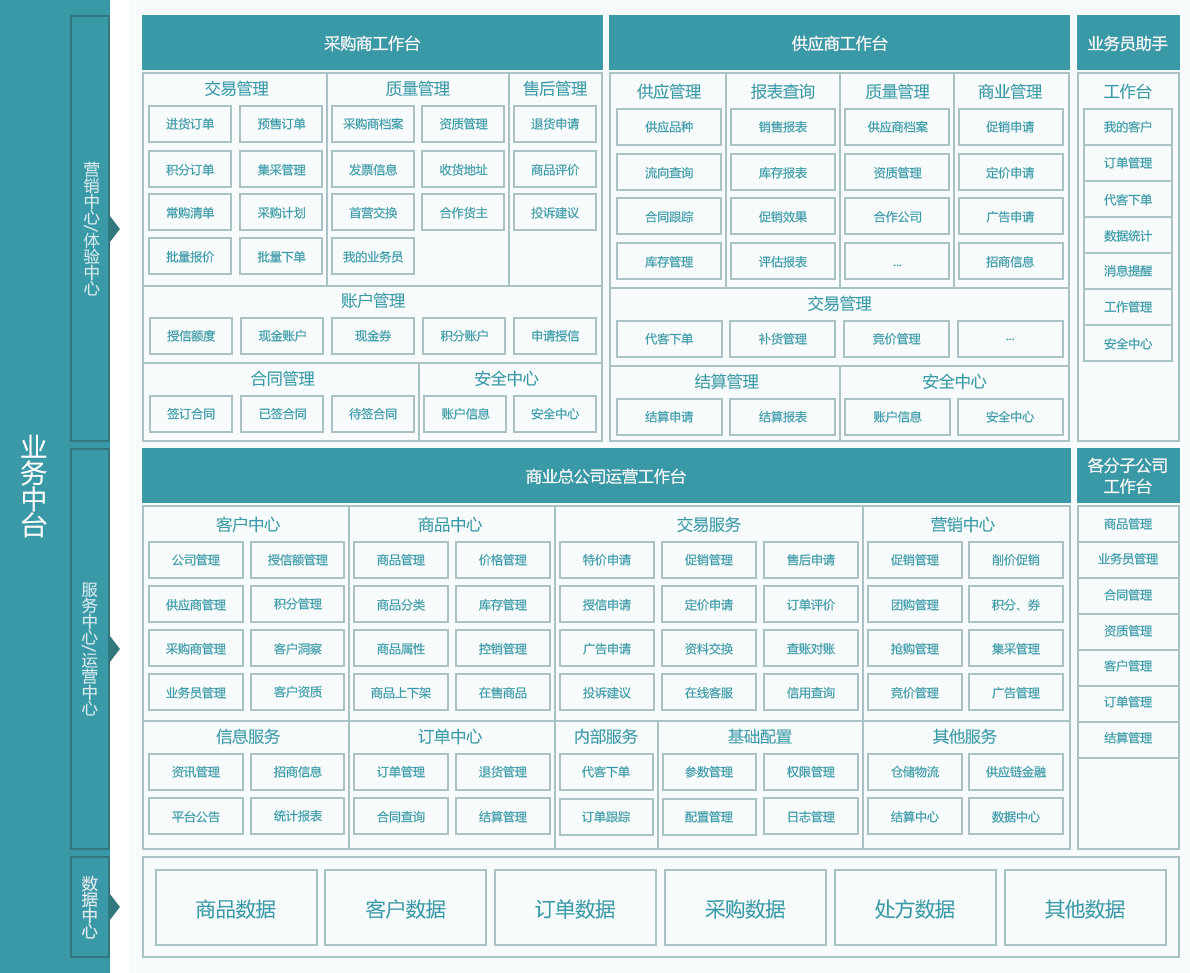 业务中台
营销中心/体验中心
采购商工作台
交易管理
进货订单
预售订单
积分订单
集采管理
常购清单
采购计划
批量报价
批量下单
质量管理
采购商档案
资质管理
发票信息
收货地址
首营交换
合作货主
我的业务员
售后管理
退货申请
商品评价
投诉建议
账户管理
授信额度
现金账户
现金券
积分账户
申请授信
合同管理
签订合同
已签合同
待签合同
安全中心
账户信息
安全中心
供应商工作台
供应管理
供应品种
流向查询
合同跟踪
库存管理
报表查询
销售报表
库存报表
促销效果
评估报表
质量管理
供应商档案
资质管理
合作公司
...
商业管理
促销申请
定价申请
广告申请
招商信息
交易管理
代客下单
补货管理
竞价管理
...
结算管理
结算申请
结算报表
安全中心
账户信息
安全中心
业务员助手
工作台
我的客户
订单管理
代客下单
数据统计
消息提醒
工作管理
安全中心
服务中心/运营中心
商业总公司运营工作台
客户中心
公司管理
授信额管理
供应商管理
积分管理
采购商管理
客户洞察
业务员管理
客户资质
商品中心
商品管理
价格管理
商品分类
库存管理
商品属性
控销管理
商品上下架
在售商品
交易服务
特价申请
促销管理
售后申请
授信申请
定价申请
订单评价
广告申请
资料交换
查账对账
投诉建议
在线客服
信用查询
营销中心
促销管理
削价促销
团购管理
积分、券
抢购管理
集采管理
竞价管理
广告管理
信息服务
资讯管理
招商信息
平台公告
统计报表
订单中心
订单管理
退货管理
合同查询
结算管理
内部服务
代客下单
订单跟踪
基础配置
参数管理
权限管理
配置管理
日志管理
其他服务
仓储物流
供应链金融
结算中心
数据中心
各分子公司
工作台
商品管理
业务员管理
合同管理
资质管理
客户管理
订单管理
结算管理
数据中心
商品数据
客户数据
订单数据
采购数据
处方数据
其他数据